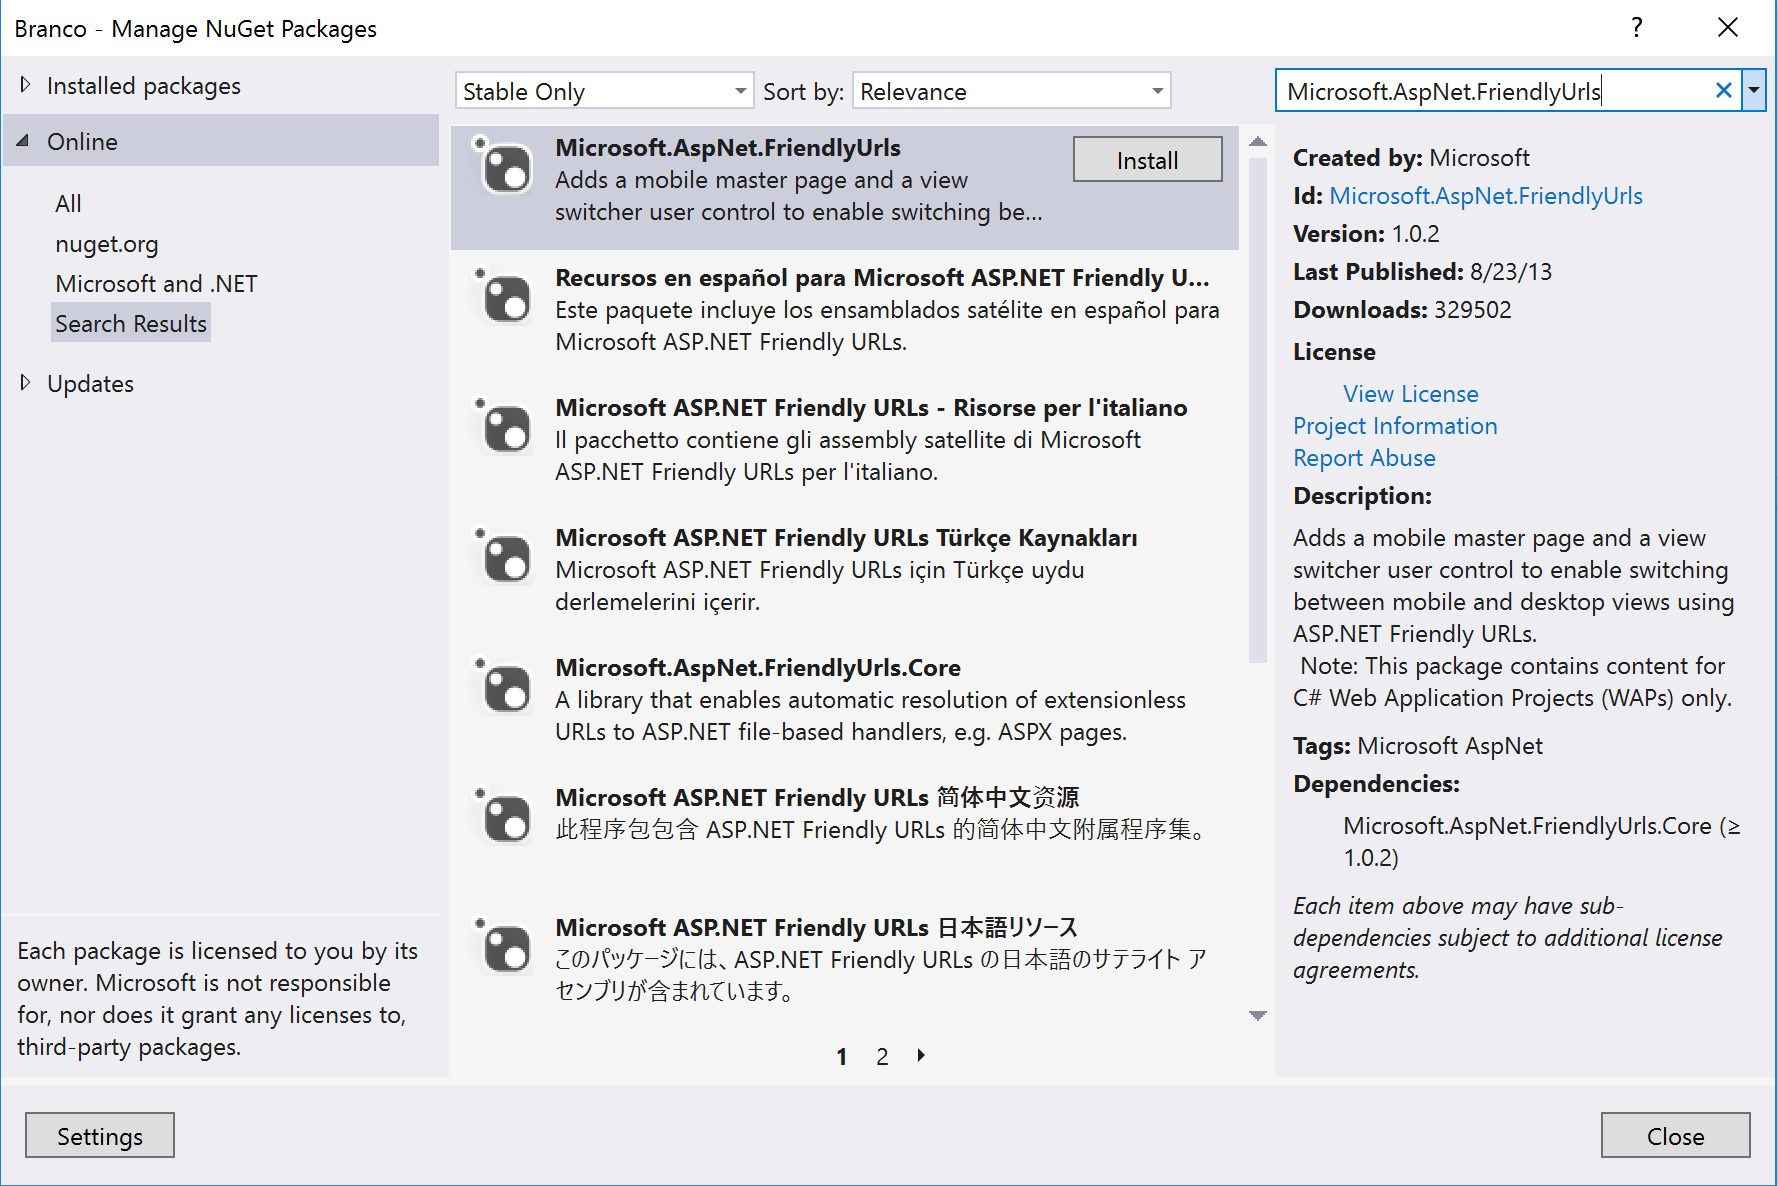 Branco - Manage NuGet Packages
?
Installed packages
Online
All
nuget.org
Microsoft and .NET
Search Results
Updates
Each package is licensed to you by its
owner. Microsoft is not responsible
for, nor does it grant any licenses to,
third-party packages.
Stable Only
Sort by:
Relevance
Microsoft.AspNet.FriendlyUrls
Install
Adds a mobile master page and a view
switcher user control to enable switching be...
Recursos en español para Microsoft ASP.NET Friendly U...
Este paquete incluye los ensamblados satélite en español para
Microsoft ASP.NET Friendly URLs.
Microsoft ASP.NET Friendly URLs - Risorse per l'italiano
Il pacchetto contiene gli assembly satellite di Microsoft
ASP.NET Friendly URLs per l'italiano.
Microsoft ASP.NET Friendly URLs Türkçe Kaynakları
Microsoft ASP.NET Friendly URLs için Türkçe uydu
derlemelerini içerir.
Microsoft.AspNet.FriendlyUrls.Core
A library that enables automatic resolution of extensionless
URLs to ASP.NET file-based handlers, e.g. ASPX pages.
Microsoft ASP.NET Friendly URLs 简体中文资源
此程序包包含 ASP.NET Friendly URLs 的简体中文附属程序集。
Microsoft ASP.NET Friendly URLs 日本語リソース
このパッケージには、ASP.NET Friendly URLs の日本語のサテライト ア
センブリが含まれています。
1 2
Microsoft.AspNet.FriendlyUrls
Created by: Microsoft
Id: Microsoft.AspNet.FriendlyUrls
Version: 1.0.2
Last Published: 8/23/13
Downloads: 329502
License
View License
Project Information
Report Abuse
Description:
Adds a mobile master page and a view
switcher user control to enable switching
between mobile and desktop views using
ASP.NET Friendly URLs.
Note: This package contains content for
C# Web Application Projects (WAPs) only.
Tags: Microsoft AspNet
Dependencies:
Microsoft.AspNet.FriendlyUrls.Core (≥
1.0.2)
Each item above may have sub-
dependencies subject to additional license
agreements.
Settings
Close